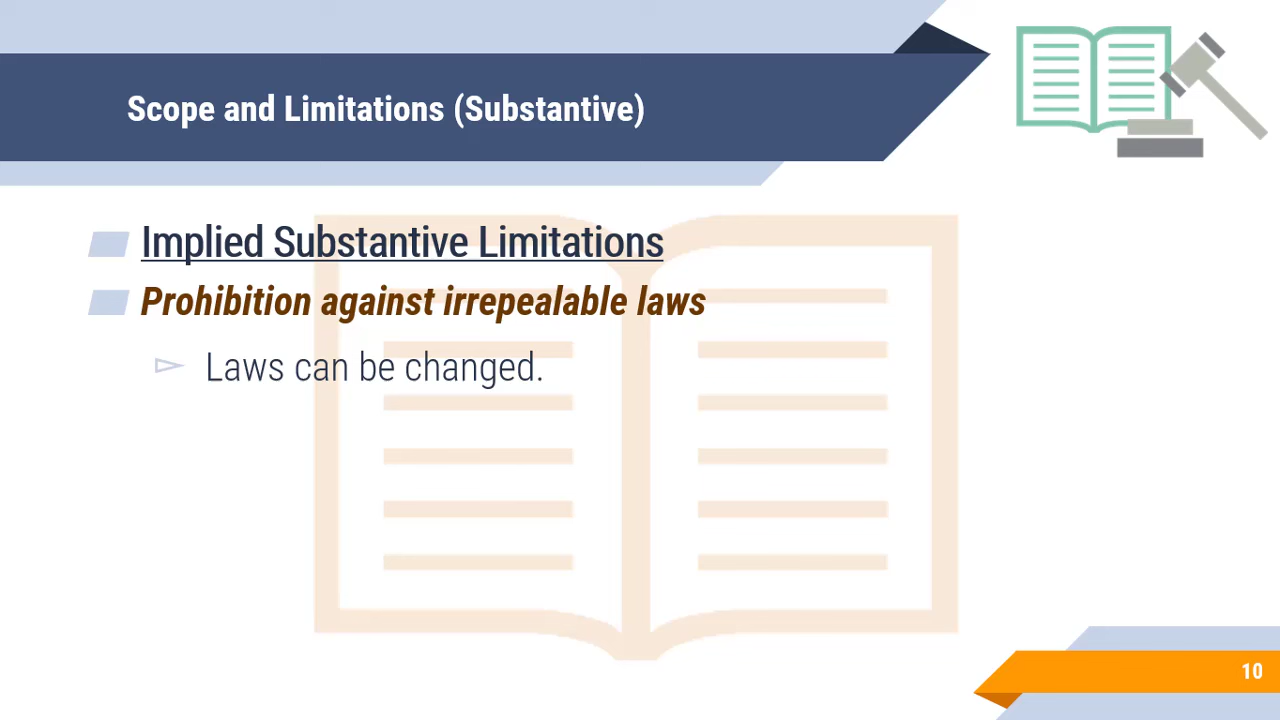 Scope and Limitations (Substantive)
Implied Substantive Limitations
Prohibition against irrepealable laws
Laws can be changed.
10